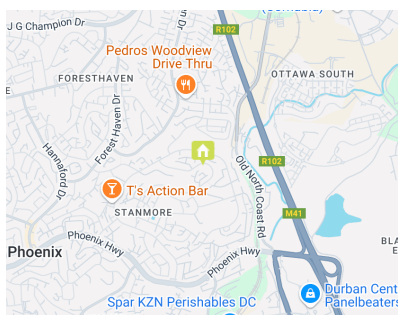 J G Champion Dr
R102
Pedros Woodview
Drive Thru
FORESTHAVEN
OTTAWA SOUTH
Forest Haven Dr
Hannaford Dr
R102
Old North Coast Rd
T's Action Bar
STANMORE
M41
Phoenix Hwy
Phoenix
Phoenix Hwy
Durban Cent
Panelbeaters
Spar KZN Perishables DC